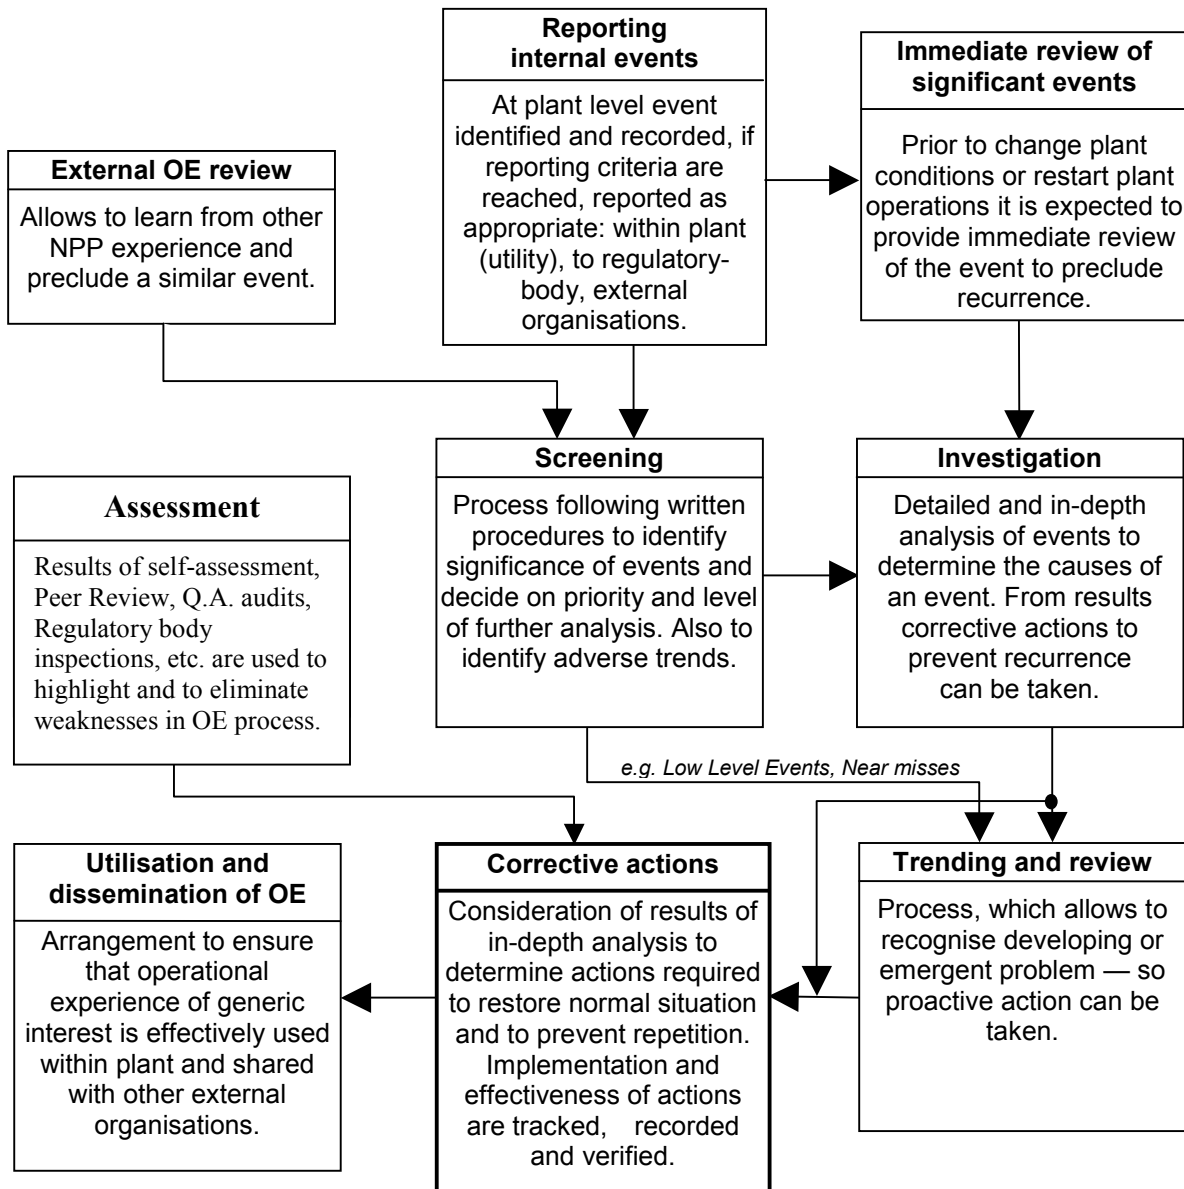 Reporting
internal events
At plant level event
identified and recorded, if
reporting criteria are
reached, reported as
appropriate: within plant
(utility), to regulatory-
body, external
organisations.
Immediate review of
significant events
Prior to change plant
conditions or restart plant
operations it is expected to
provide immediate review
of the event to preclude
recurrence.
External OE review
Allows to learn from other
NPP experience and
preclude a similar event.
Screening
Process following written
procedures to identify
significance of events and
decide on priority and level
of further analysis. Also to
identify adverse trends.
Investigation
Detailed and in-depth
analysis of events to
determine the causes of
an event. From results
corrective actions to
prevent recurrence
can be taken.
Assessment
Results of self-assessment,
Peer Review, Q.A. audits,
Regulatory body
inspections, etc. are used to
highlight and to eliminate
weaknesses in OE process.
e.g. Low Level Events, Near misses
Utilisation and
dissemination of OE
Arrangement to ensure
that operational
experience of generic
interest is effectively used
within plant and shared
with other external
organisations.
Corrective actions
Consideration of results of
in-depth analysis to
determine actions required
to restore normal situation
and to prevent repetition.
Implementation and
effectiveness of actions
are tracked, recorded
and verified.
Trending and review
Process, which allows to
recognise developing or
emergent problem — so
proactive action can be
taken.